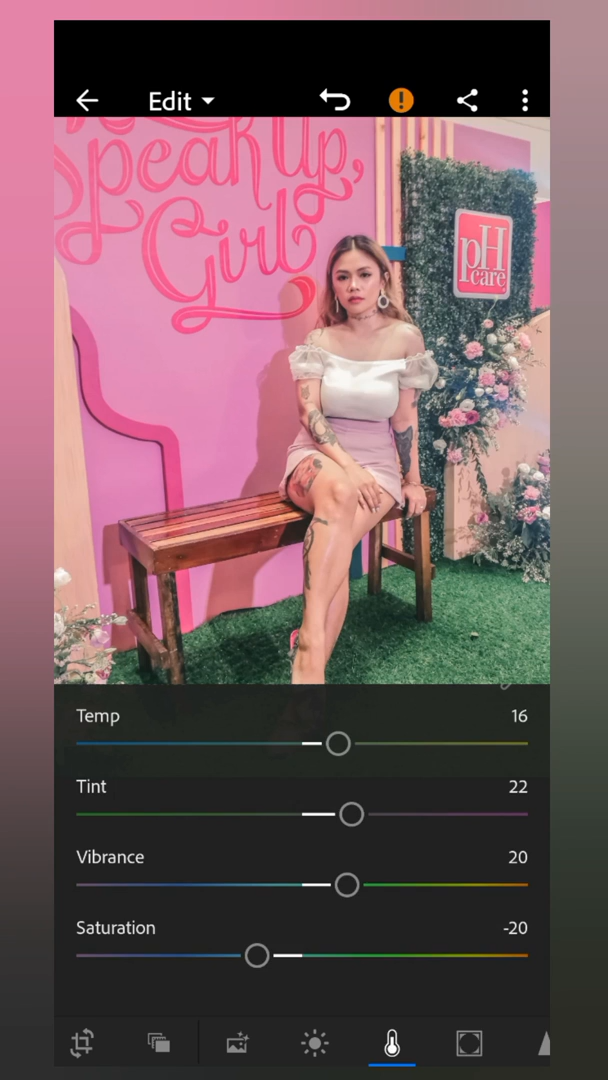 Edit
Speak Up,
Girl
pH
care
Temp 16
Tint 22
Vibrance 20
Saturation -20